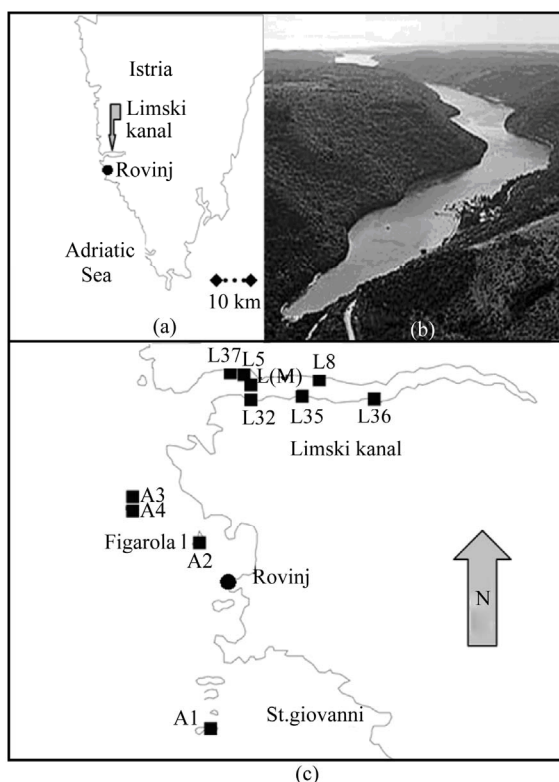 Istria
Limski
kanal
Rovinj
Adriatic
Sea
10 km
(a)
(b)
L37
L5
L8
L(M)
L32
L35
L36
Limski kanal
A3
A4
Figarola l
A2
Rovinj
N
A1
St.giovanni
(c)